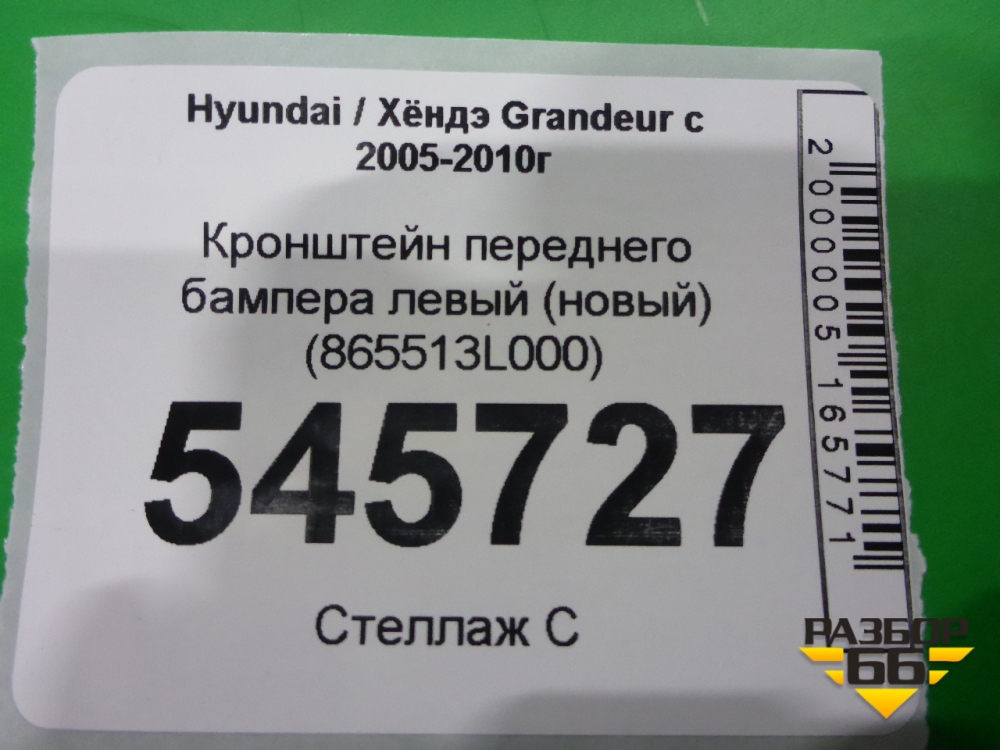 Hyundai / Хёндэ Grandeur с
2005-2010г
Кронштейн переднего
бампера левый (новый)
(865513L000)
545727
Стеллаж С
2000005165771
РАЗБОР
66